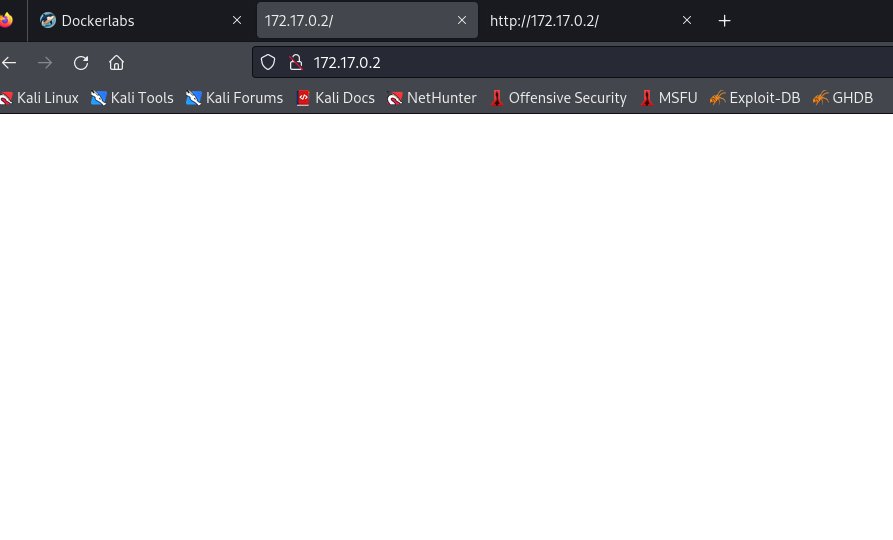 Dockerlabs 172.17.0.2/ http://172.17.0.2/
172.17.0.2
Kali Linux Kali Tools Kali Forums Kali Docs NetHunter Offensive Security MSFU Exploit-DB GHDB